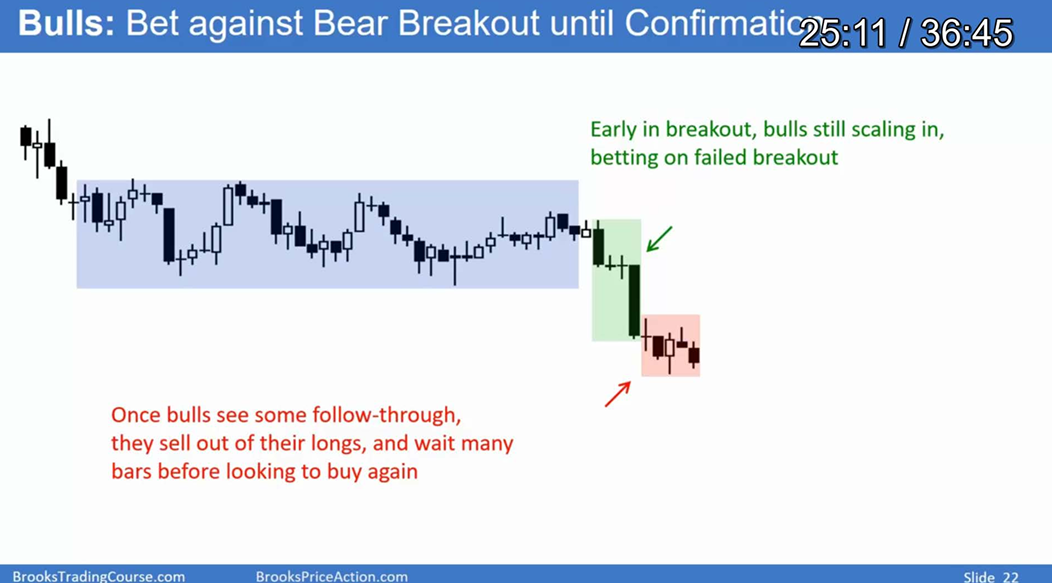 Bulls: Bet against Bear Breakout until Confirmation
25:11 / 36:45
Early in breakout, bulls still scaling in,
betting on failed breakout
Once bulls see some follow-through,
they sell out of their longs, and wait many
bars before looking to buy again
BrooksTradingCourse.com
BrooksPriceAction.com
Slide 22